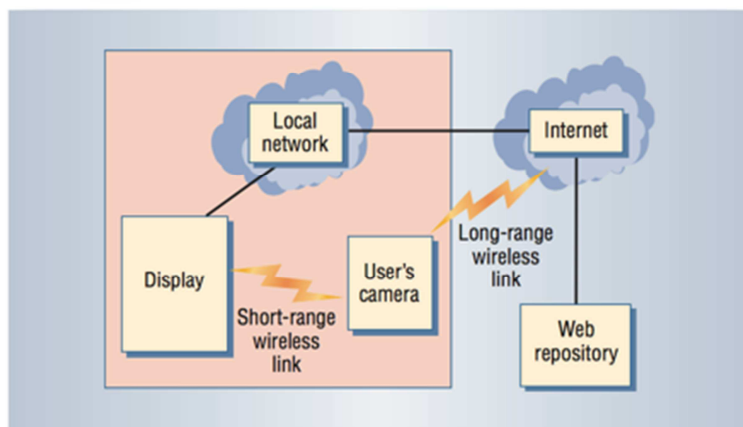 Local
network
Internet
Display
User's
camera
Long-range
wireless
link
Short-range
wireless
link
Web
repository